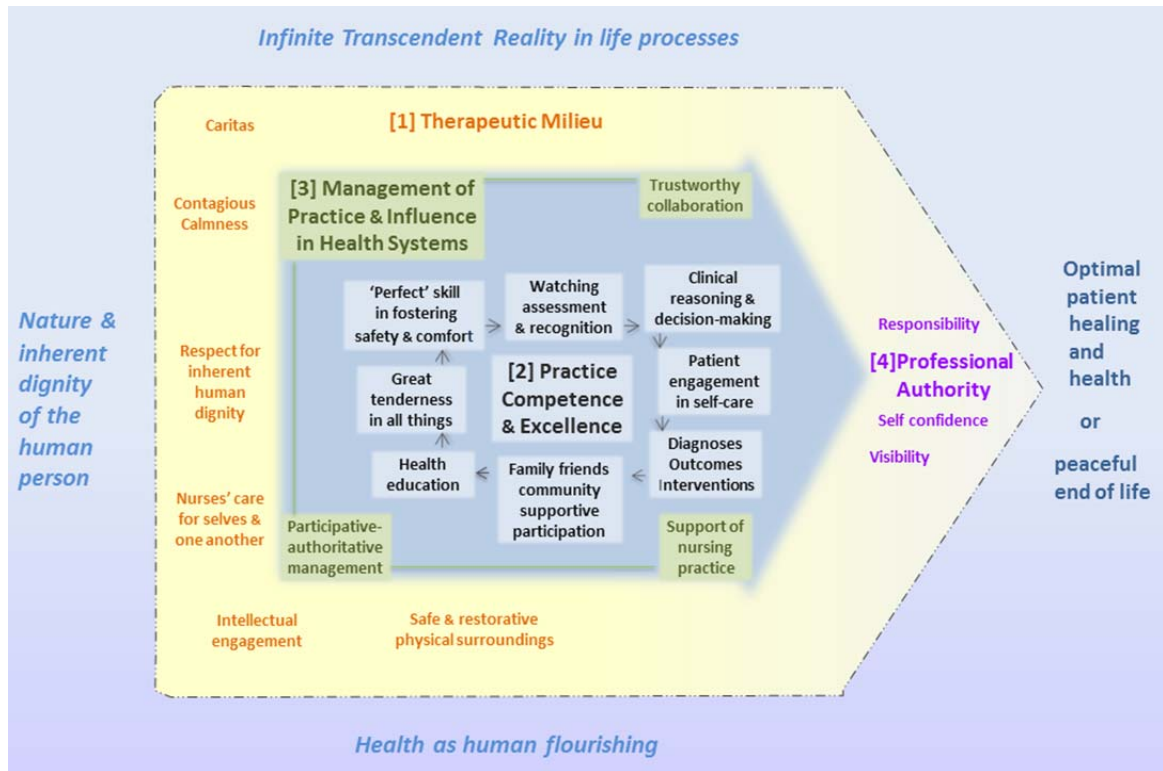 Infinite Transcendent Reality in life processes
Caritas
[1] Therapeutic Milieu
Contagious
Calmness
[3] Management of
Practice & Influence
in Health Systems
Trustworthy
collaboration
Nature &
inherent
dignity
of the
human
person
Respect for
inherent
human
dignity
Nurses' care
for selves &
one another
'Perfect' skill
in fostering
safety & comfort
Watching
assessment
& recognition
Clinical
reasoning &
decision-making
Great
tenderness
in all things
[2] Practice
Competence
& Excellence
Patient
engagement
in self-care
Health
education
Family friends
community
supportive
participation
Diagnoses
Outcomes
Interventions
Participative-
authoritative
management
Support of
nursing
practice
Responsibility
[4]Professional
Authority
Self confidence
Visibility
Optimal
patient
healing
and
health
or
peaceful
end of life
Intellectual
engagement
Safe & restorative
physical surroundings
Health as human flourishing